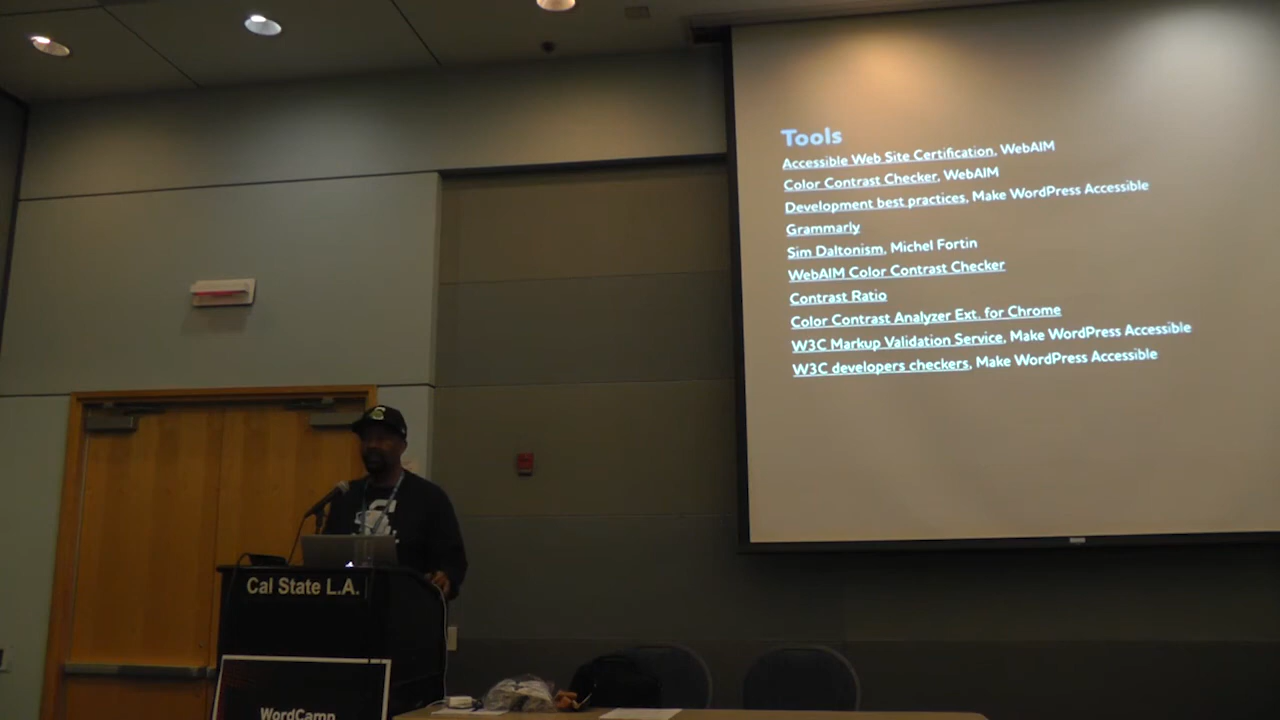 Tools
Accessible Web Site Certification, WebAIM
Color Contrast Checker, WebAIM
Development best practices, Make WordPress Accessible
Grammarly
Sim Daltonism, Michel Fortin
WebAIM Color Contrast Checker
Contrast Ratio
Color Contrast Analyzer Ext. for Chrome
W3C Markup Validation Service, Make WordPress Accessible
W3C developers checkers, Make WordPress Accessible
Cal State L.A.
WordCamp